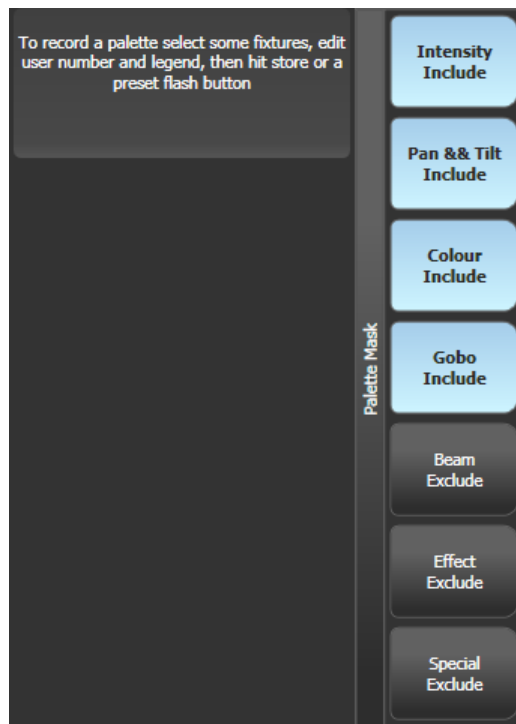 To record a palette select some fixtures, edit
user number and legend, then hit store or a
preset flash button
Palette Mask
Intensity
Include
Pan && Tilt
Include
Colour
Include
Gobo
Include
Beam
Exclude
Effect
Exclude
Special
Exclude